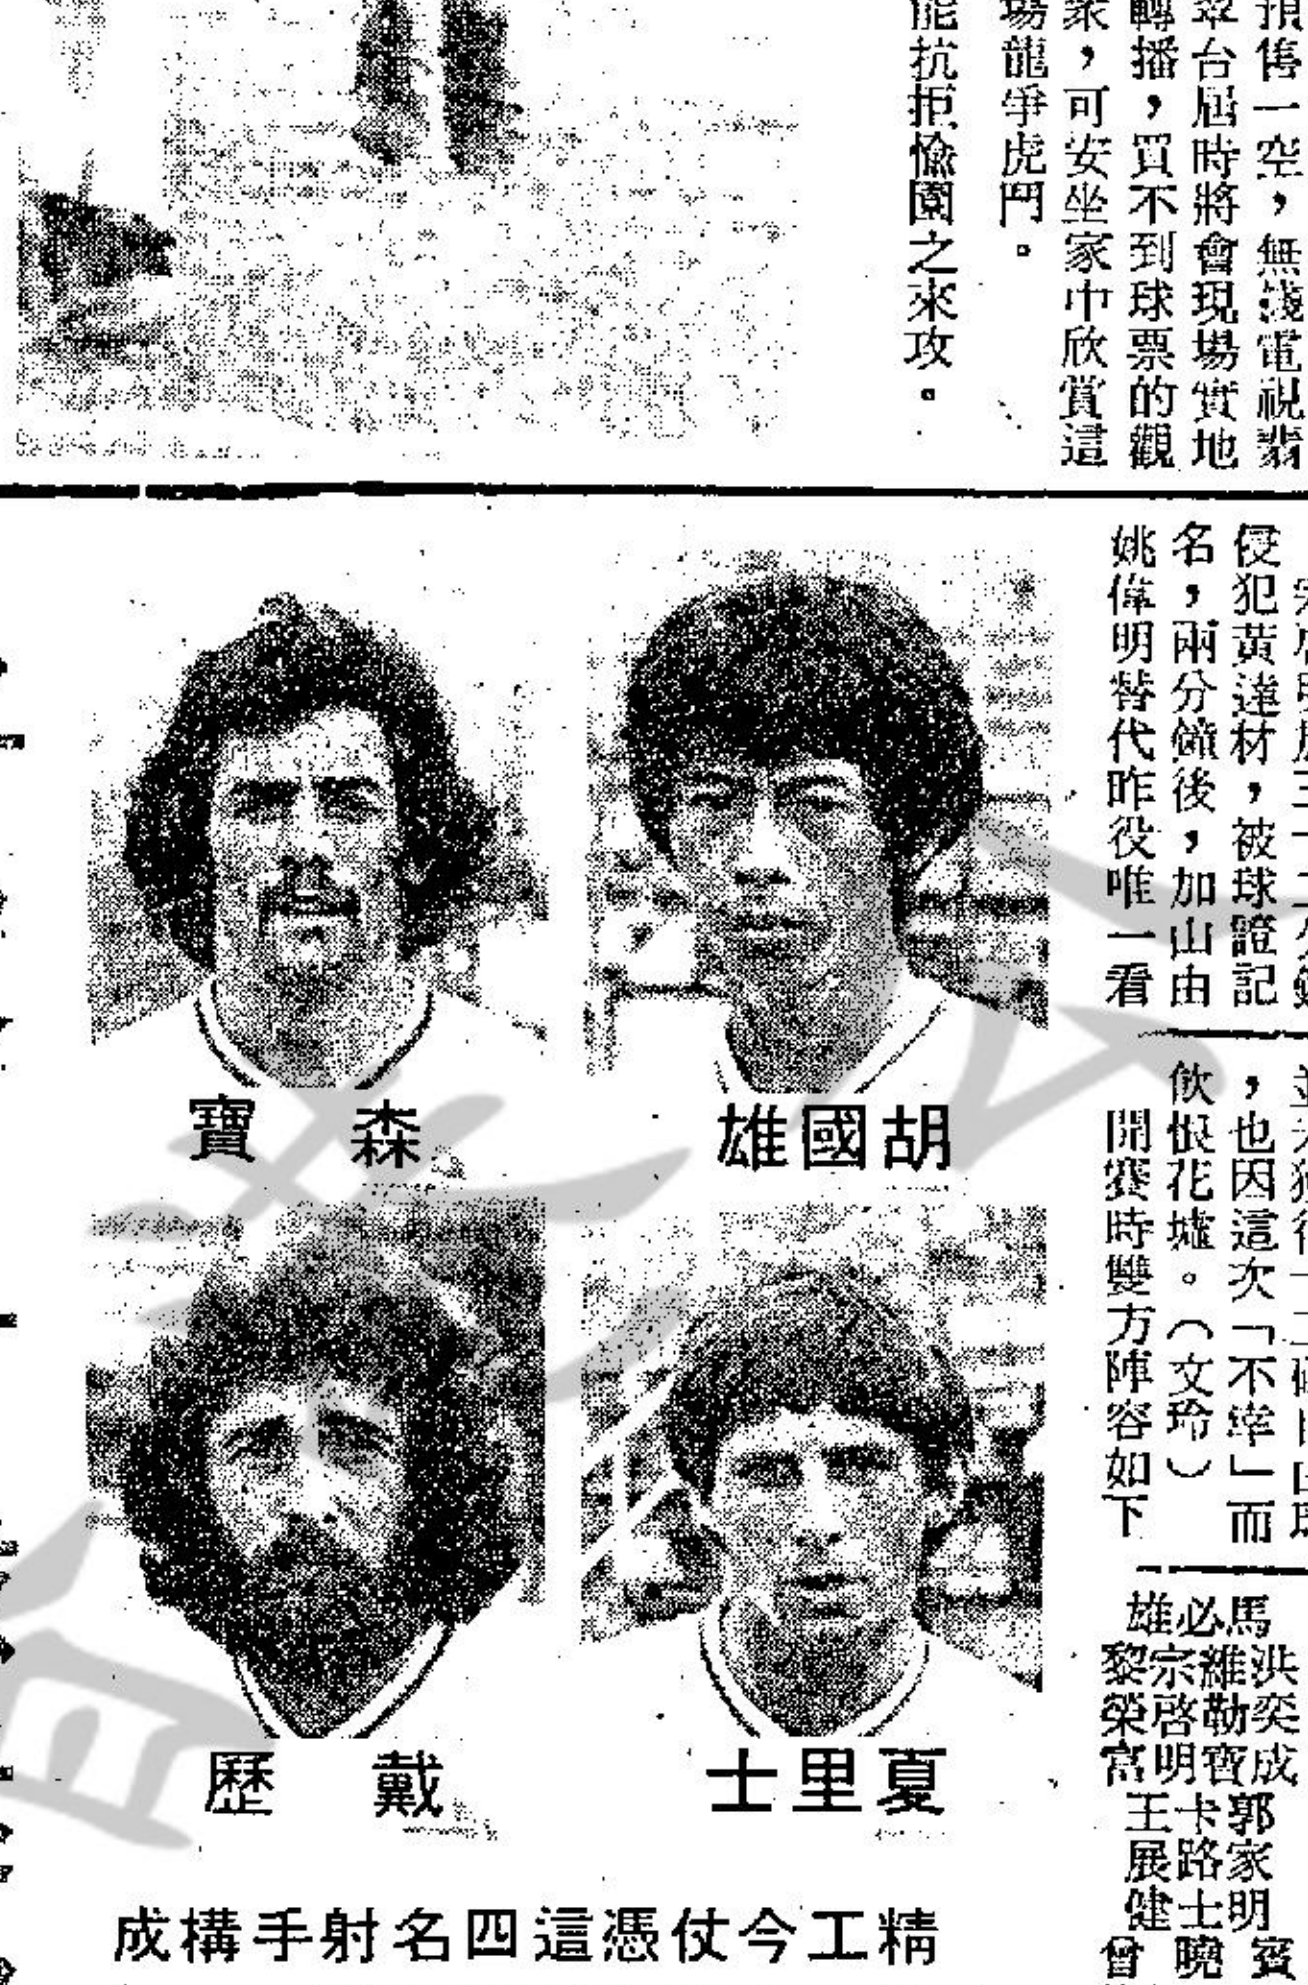 售一空，無綫電視翡
台屆時將會現場實地
轉播，買不到球票的觀
眾，可安坐家中欣賞這
場龍爭虎鬥。
能抗拒愉園之來攻。
侵犯黃達材，被球證記
名，兩分鐘後，加山由
姚偉明替代昨役唯一看
，也因這次「不幸」而
飲恨花墟。（文玲）
開賽時雙方陣容如下
馬
洪奕成
郭家明
賓
必
維勒寶
卡路士
曉
雄
宗啓明
王展健
黎榮富
曾
胡國雄
森寶
夏里士
戴歷
精工今仗憑這四名射手構成